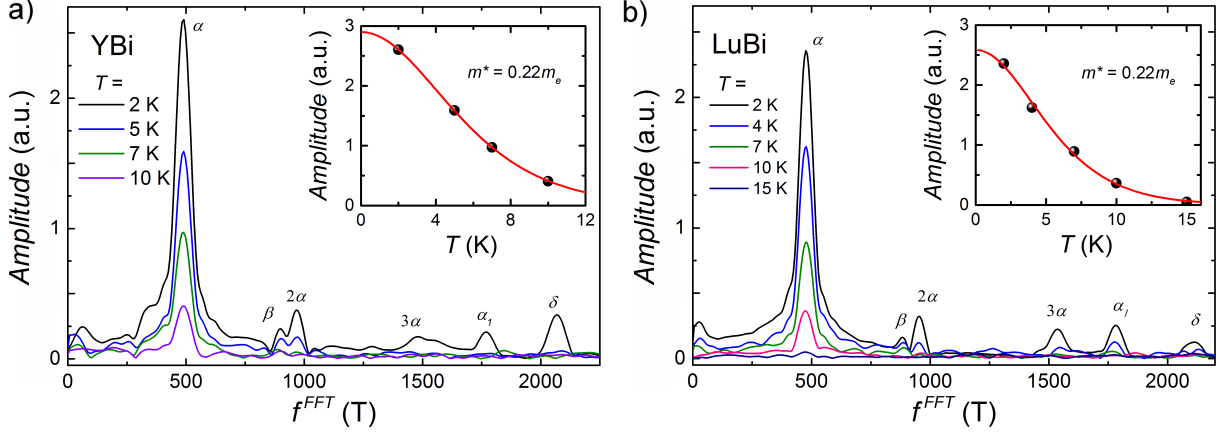 a)
YBi
T =
2 K
5 K
7 K
10 K
Amplitude (a.u.)
0
1
2
0
500
1000
1500
2000
f^FFT (T)
α
β
2α
3α
α₁
δ
m* = 0.22mₑ
Amplitude (a.u.)
0
1
2
3
0
4
8
12
T (K)
b)
LuBi
T =
2 K
4 K
7 K
10 K
15 K
Amplitude (a.u.)
0
1
2
0
500
1000
1500
2000
f^FFT (T)
α
β
2α
3α
α₁
δ
m* = 0.22mₑ
Amplitude (a.u.)
0
1
2
3
0
5
10
15
T (K)